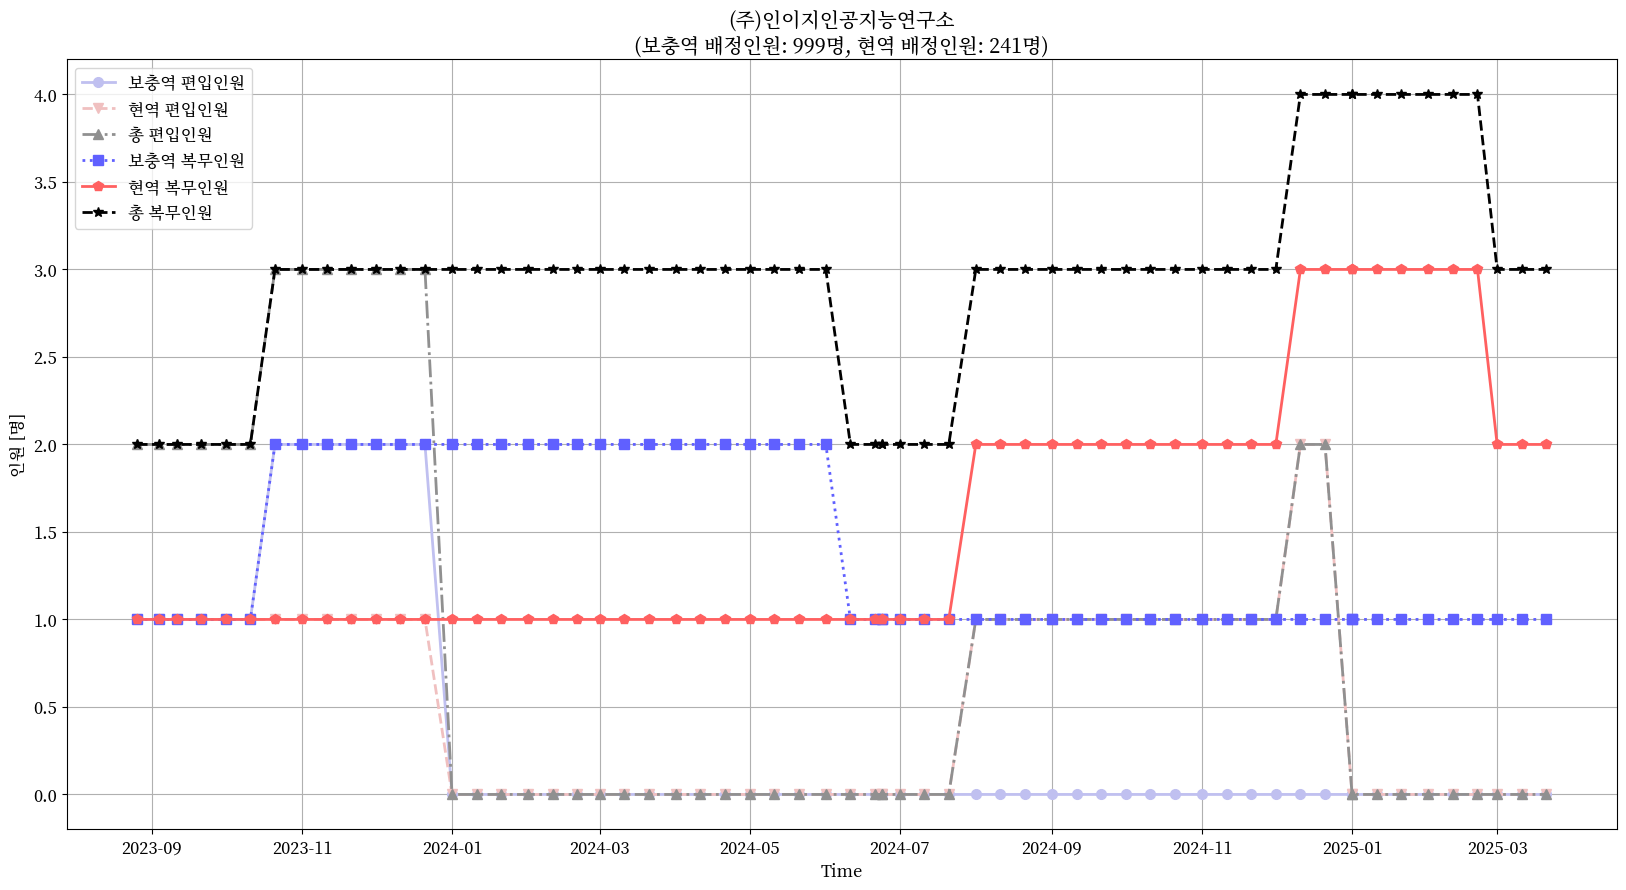 (주)인이지인공지능연구소
(보충역 배정인원: 999명, 현역 배정인원: 241명)
보충역 편입인원
현역 편입인원
총 편입인원
보충역 복무인원
현역 복무인원
총 복무인원
인원 [명]
4.0
3.5
3.0
2.5
2.0
1.5
1.0
0.5
0.0
2023-09
2023-11
2024-01
2024-03
2024-05
2024-07
2024-09
2024-11
2025-01
2025-03
Time